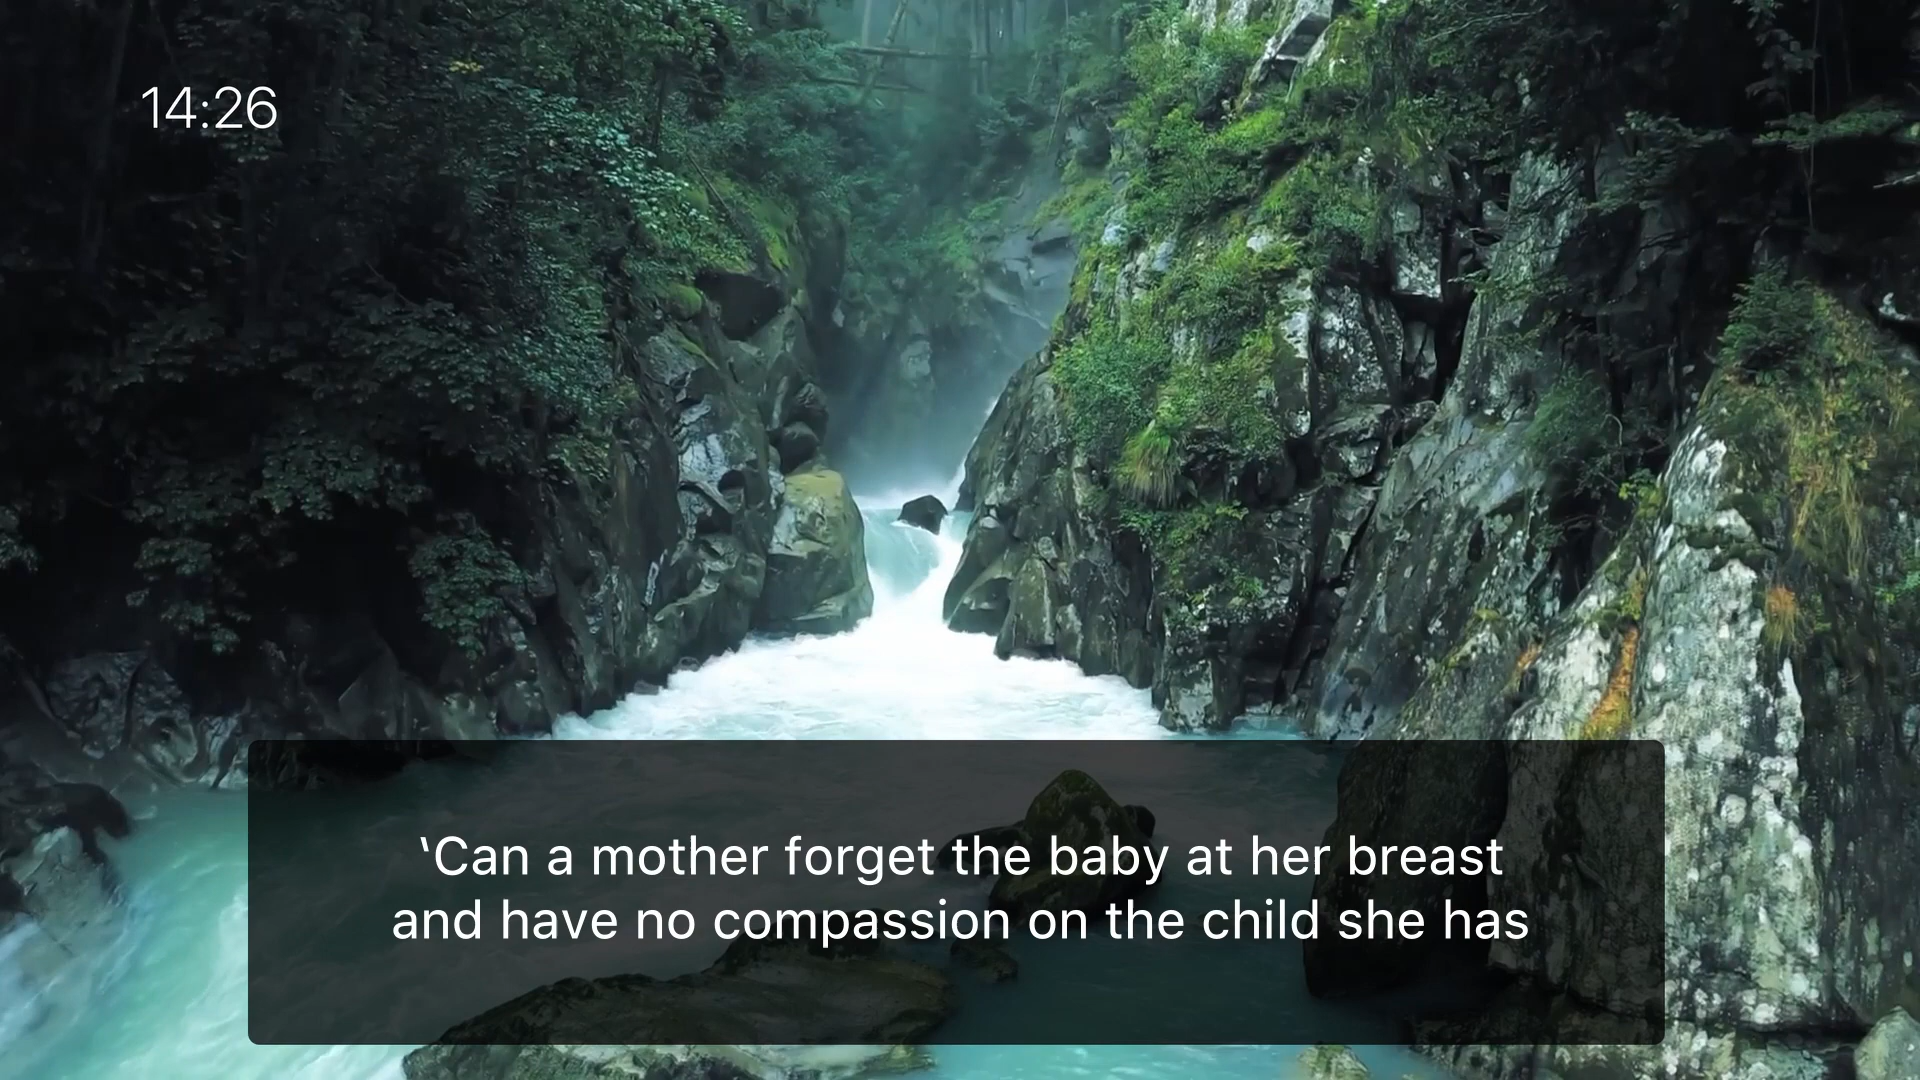 14:26
‘Can a mother forget the baby at her breast
and have no compassion on the child she has